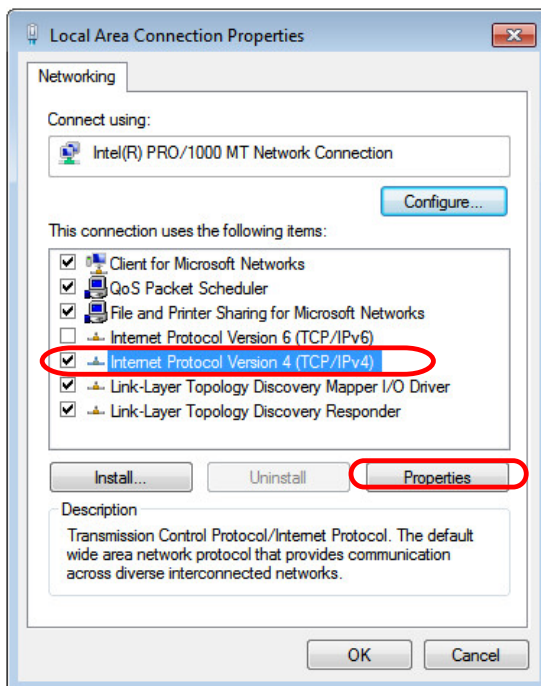 Local Area Connection Properties
Networking
Connect using:
Intel(R) PRO/1000 MT Network Connection
Configure...
This connection uses the following items:
Client for Microsoft Networks
QoS Packet Scheduler
File and Printer Sharing for Microsoft Networks
Internet Protocol Version 6 (TCP/IPv6)
Internet Protocol Version 4 (TCP/IPv4)
Link-Layer Topology Discovery Mapper I/O Driver
Link-Layer Topology Discovery Responder
Install... Uninstall Properties
Description
Transmission Control Protocol/Internet Protocol. The default
wide area network protocol that provides communication
across diverse interconnected networks.
OK Cancel